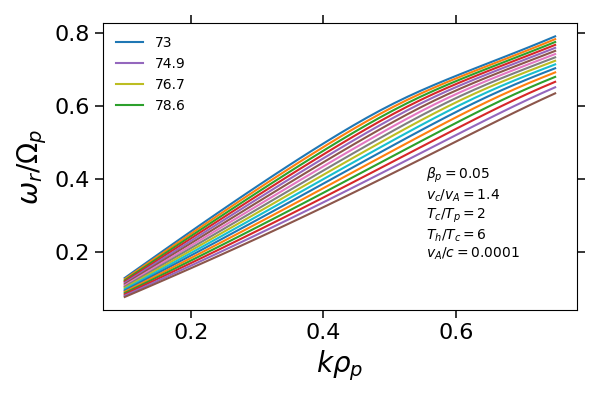 0.8
0.6
0.4
0.2
ω_r/Ω_p
73
74.9
76.7
78.6
β_p = 0.05
v_c/v_A = 1.4
T_c/T_p = 2
T_h/T_c = 6
v_A/c = 0.0001
0.2 0.4 0.6
kρ_p